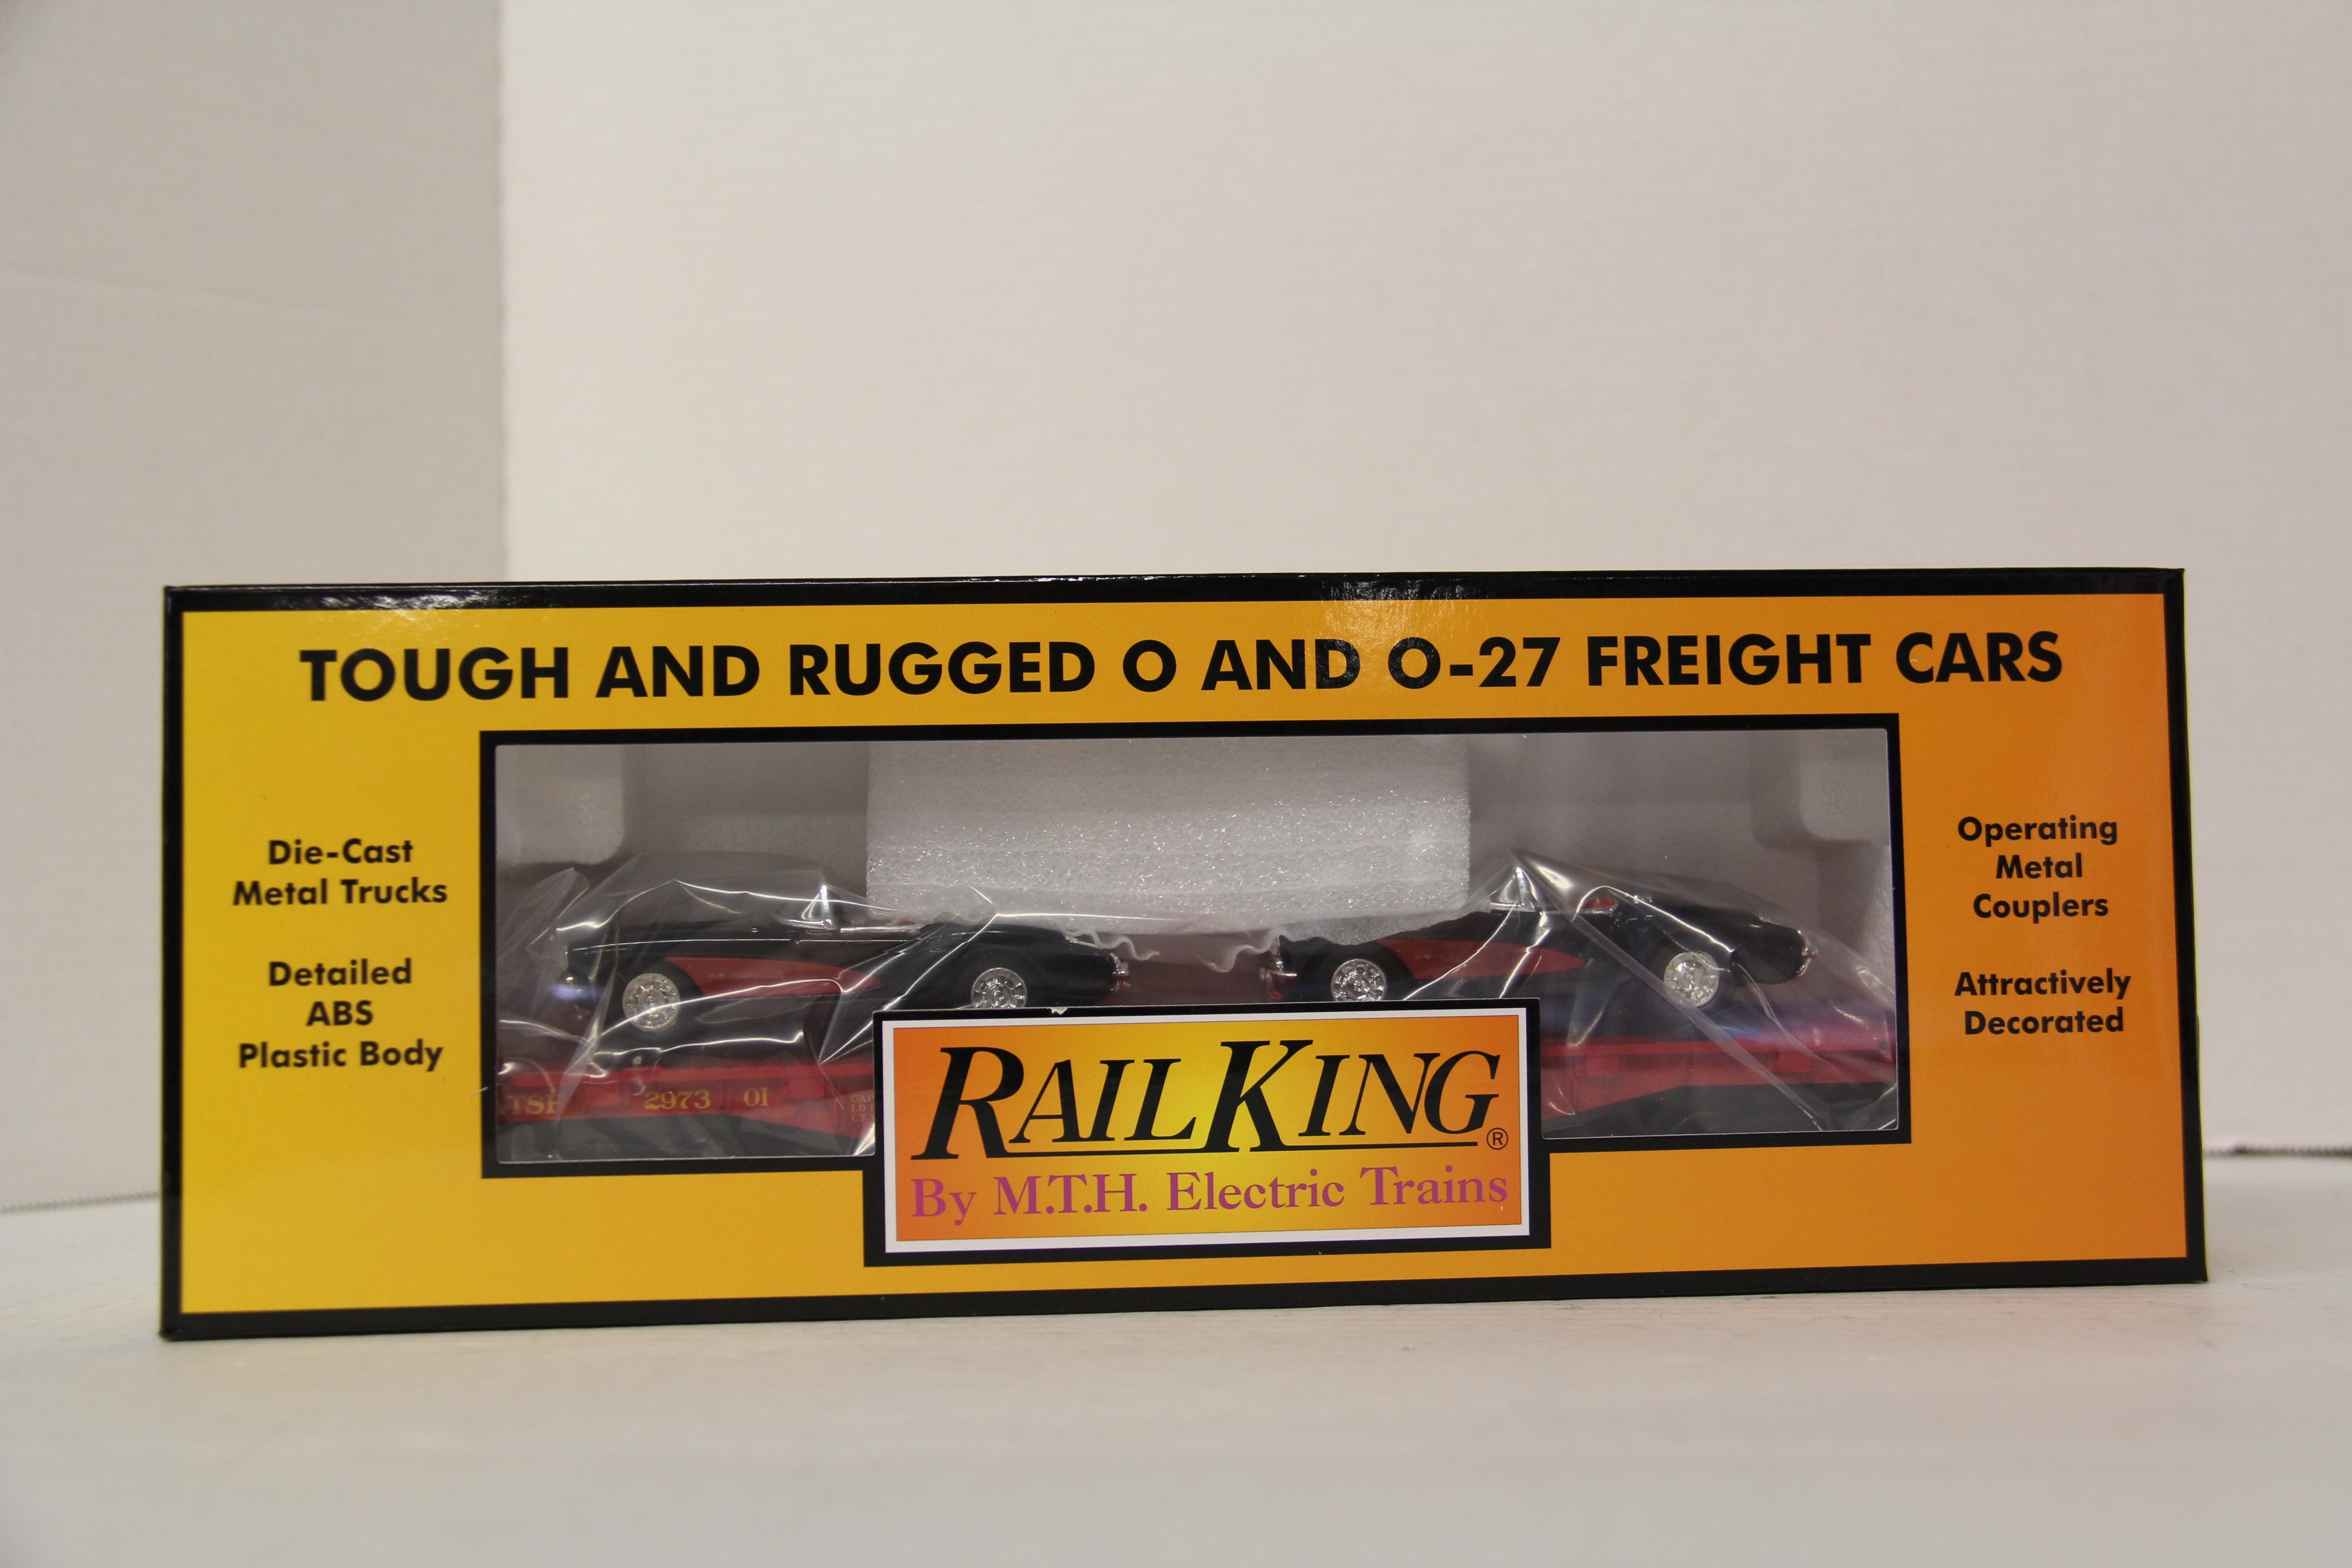 TOUGH AND RUGGED O AND O-27 FREIGHT CARS
Die-Cast
Metal Trucks
Detailed
ABS
Plastic Body
Operating
Metal
Couplers
Attractively
Decorated
2973 01
RAILKING®
By M.T.H. Electric Trains